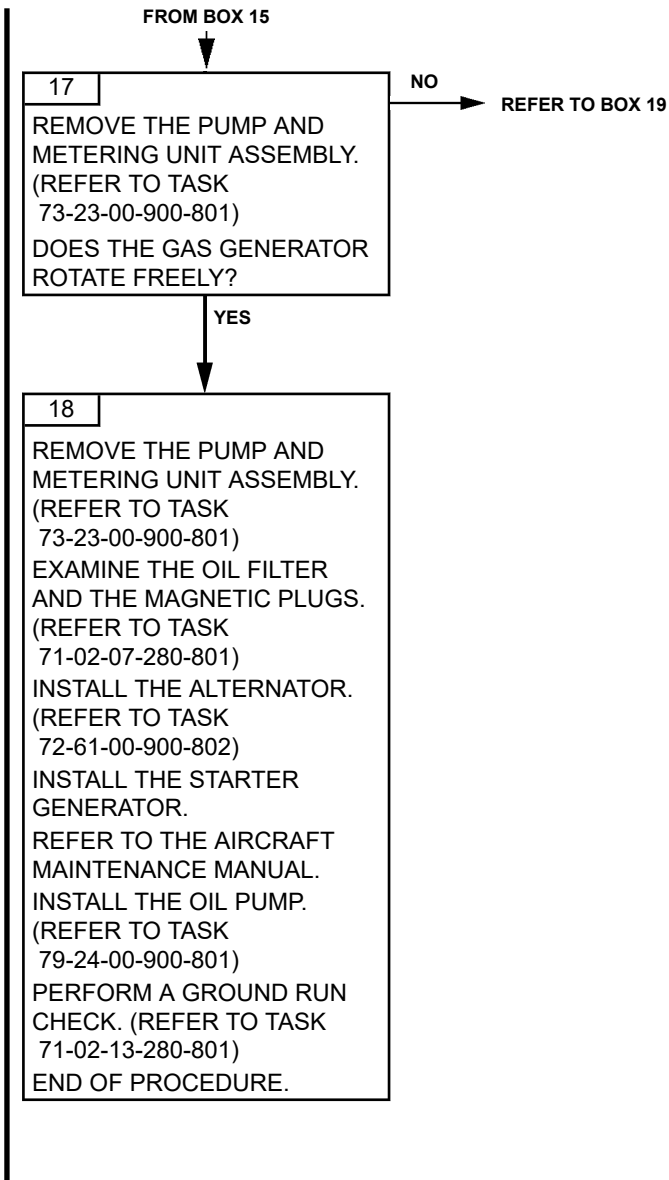 FROM BOX 15
17
NO
REFER TO BOX 19
REMOVE THE PUMP AND
METERING UNIT ASSEMBLY.
(REFER TO TASK
73-23-00-900-801)
DOES THE GAS GENERATOR
ROTATE FREELY?
YES
18
REMOVE THE PUMP AND
METERING UNIT ASSEMBLY.
(REFER TO TASK
73-23-00-900-801)
EXAMINE THE OIL FILTER
AND THE MAGNETIC PLUGS.
(REFER TO TASK
71-02-07-280-801)
INSTALL THE ALTERNATOR.
(REFER TO TASK
72-61-00-900-802)
INSTALL THE STARTER
GENERATOR.
REFER TO THE AIRCRAFT
MAINTENANCE MANUAL.
INSTALL THE OIL PUMP.
(REFER TO TASK
79-24-00-900-801)
PERFORM A GROUND RUN
CHECK. (REFER TO TASK
71-02-13-280-801)
END OF PROCEDURE.